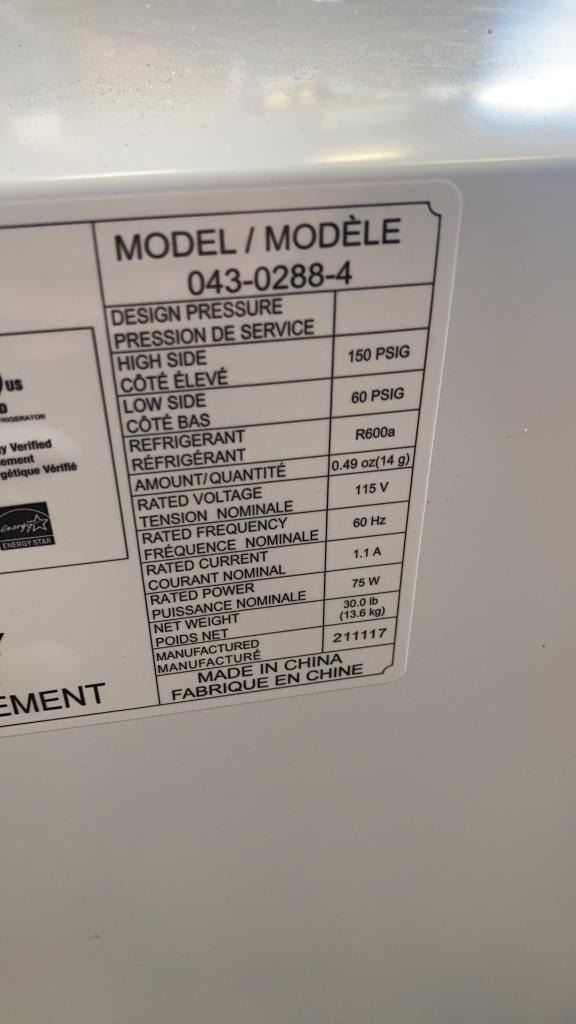 MODEL / MODÈLE
043-0288-4
DESIGN PRESSURE
PRESSION DE SERVICE
HIGH SIDE
CÔTÉ ÉLEVÉ
150 PSIG
LOW SIDE
CÔTÉ BAS
60 PSIG
REFRIGERANT
RÉFRIGÉRANT
R600a
AMOUNT/QUANTITÉ
0.49 oz(14 g)
RATED VOLTAGE
TENSION NOMINALE
115 V
RATED FREQUENCY
FRÉQUENCE NOMINALE
60 Hz
RATED CURRENT
COURANT NOMINAL
1.1 A
RATED POWER
PUISSANCE NOMINALE
75 W
NET WEIGHT
POIDS NET
30.0 lb
(13.6 kg)
MANUFACTURED
MANUFACTURÉ
211117
MADE IN CHINA
FABRIQUE EN CHINE
US
D
RIGERATOR
y Verified
ement
gétique Vérifié
energy
ENERGY STAR
Y
EMENT